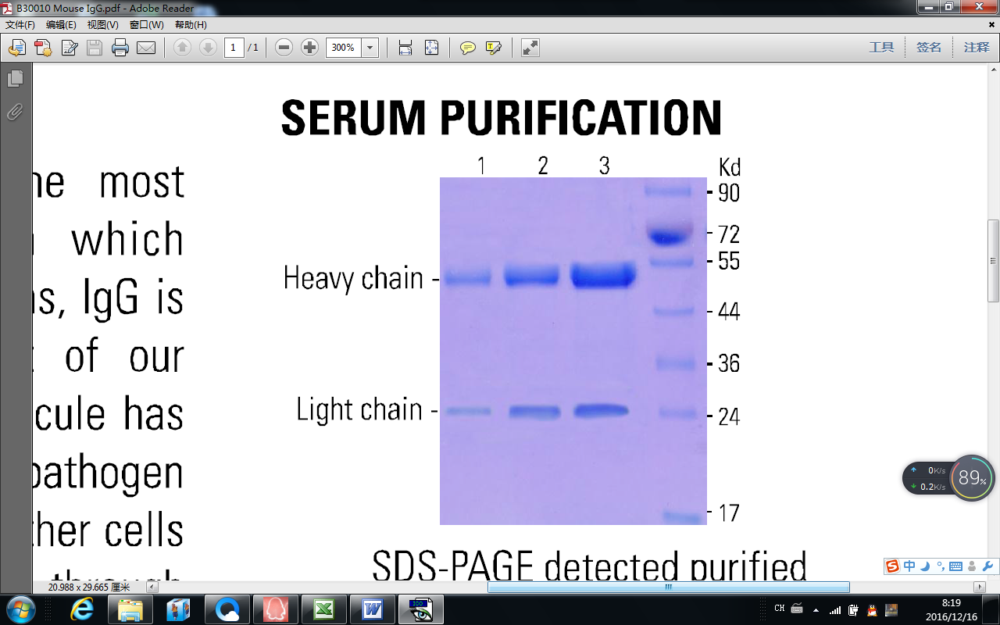 B30010 Mouse IgG.pdf - Adobe Reader
文件(F) 编辑(E) 视图(V) 窗口(W) 帮助(H)
1 / 1 300% 工具 签名 注释
SERUM PURIFICATION
1 2 3 Kd
90
72
55
Heavy chain -
44
36
Light chain -
24
17
SDS-PAGE detected purified
most
which
IgG is
of our
cule has
pathogen
her cells
through
0K/s
0.2K/s
89%
中
20.988 x 29.665 厘米
CH
8:19
2016/12/16